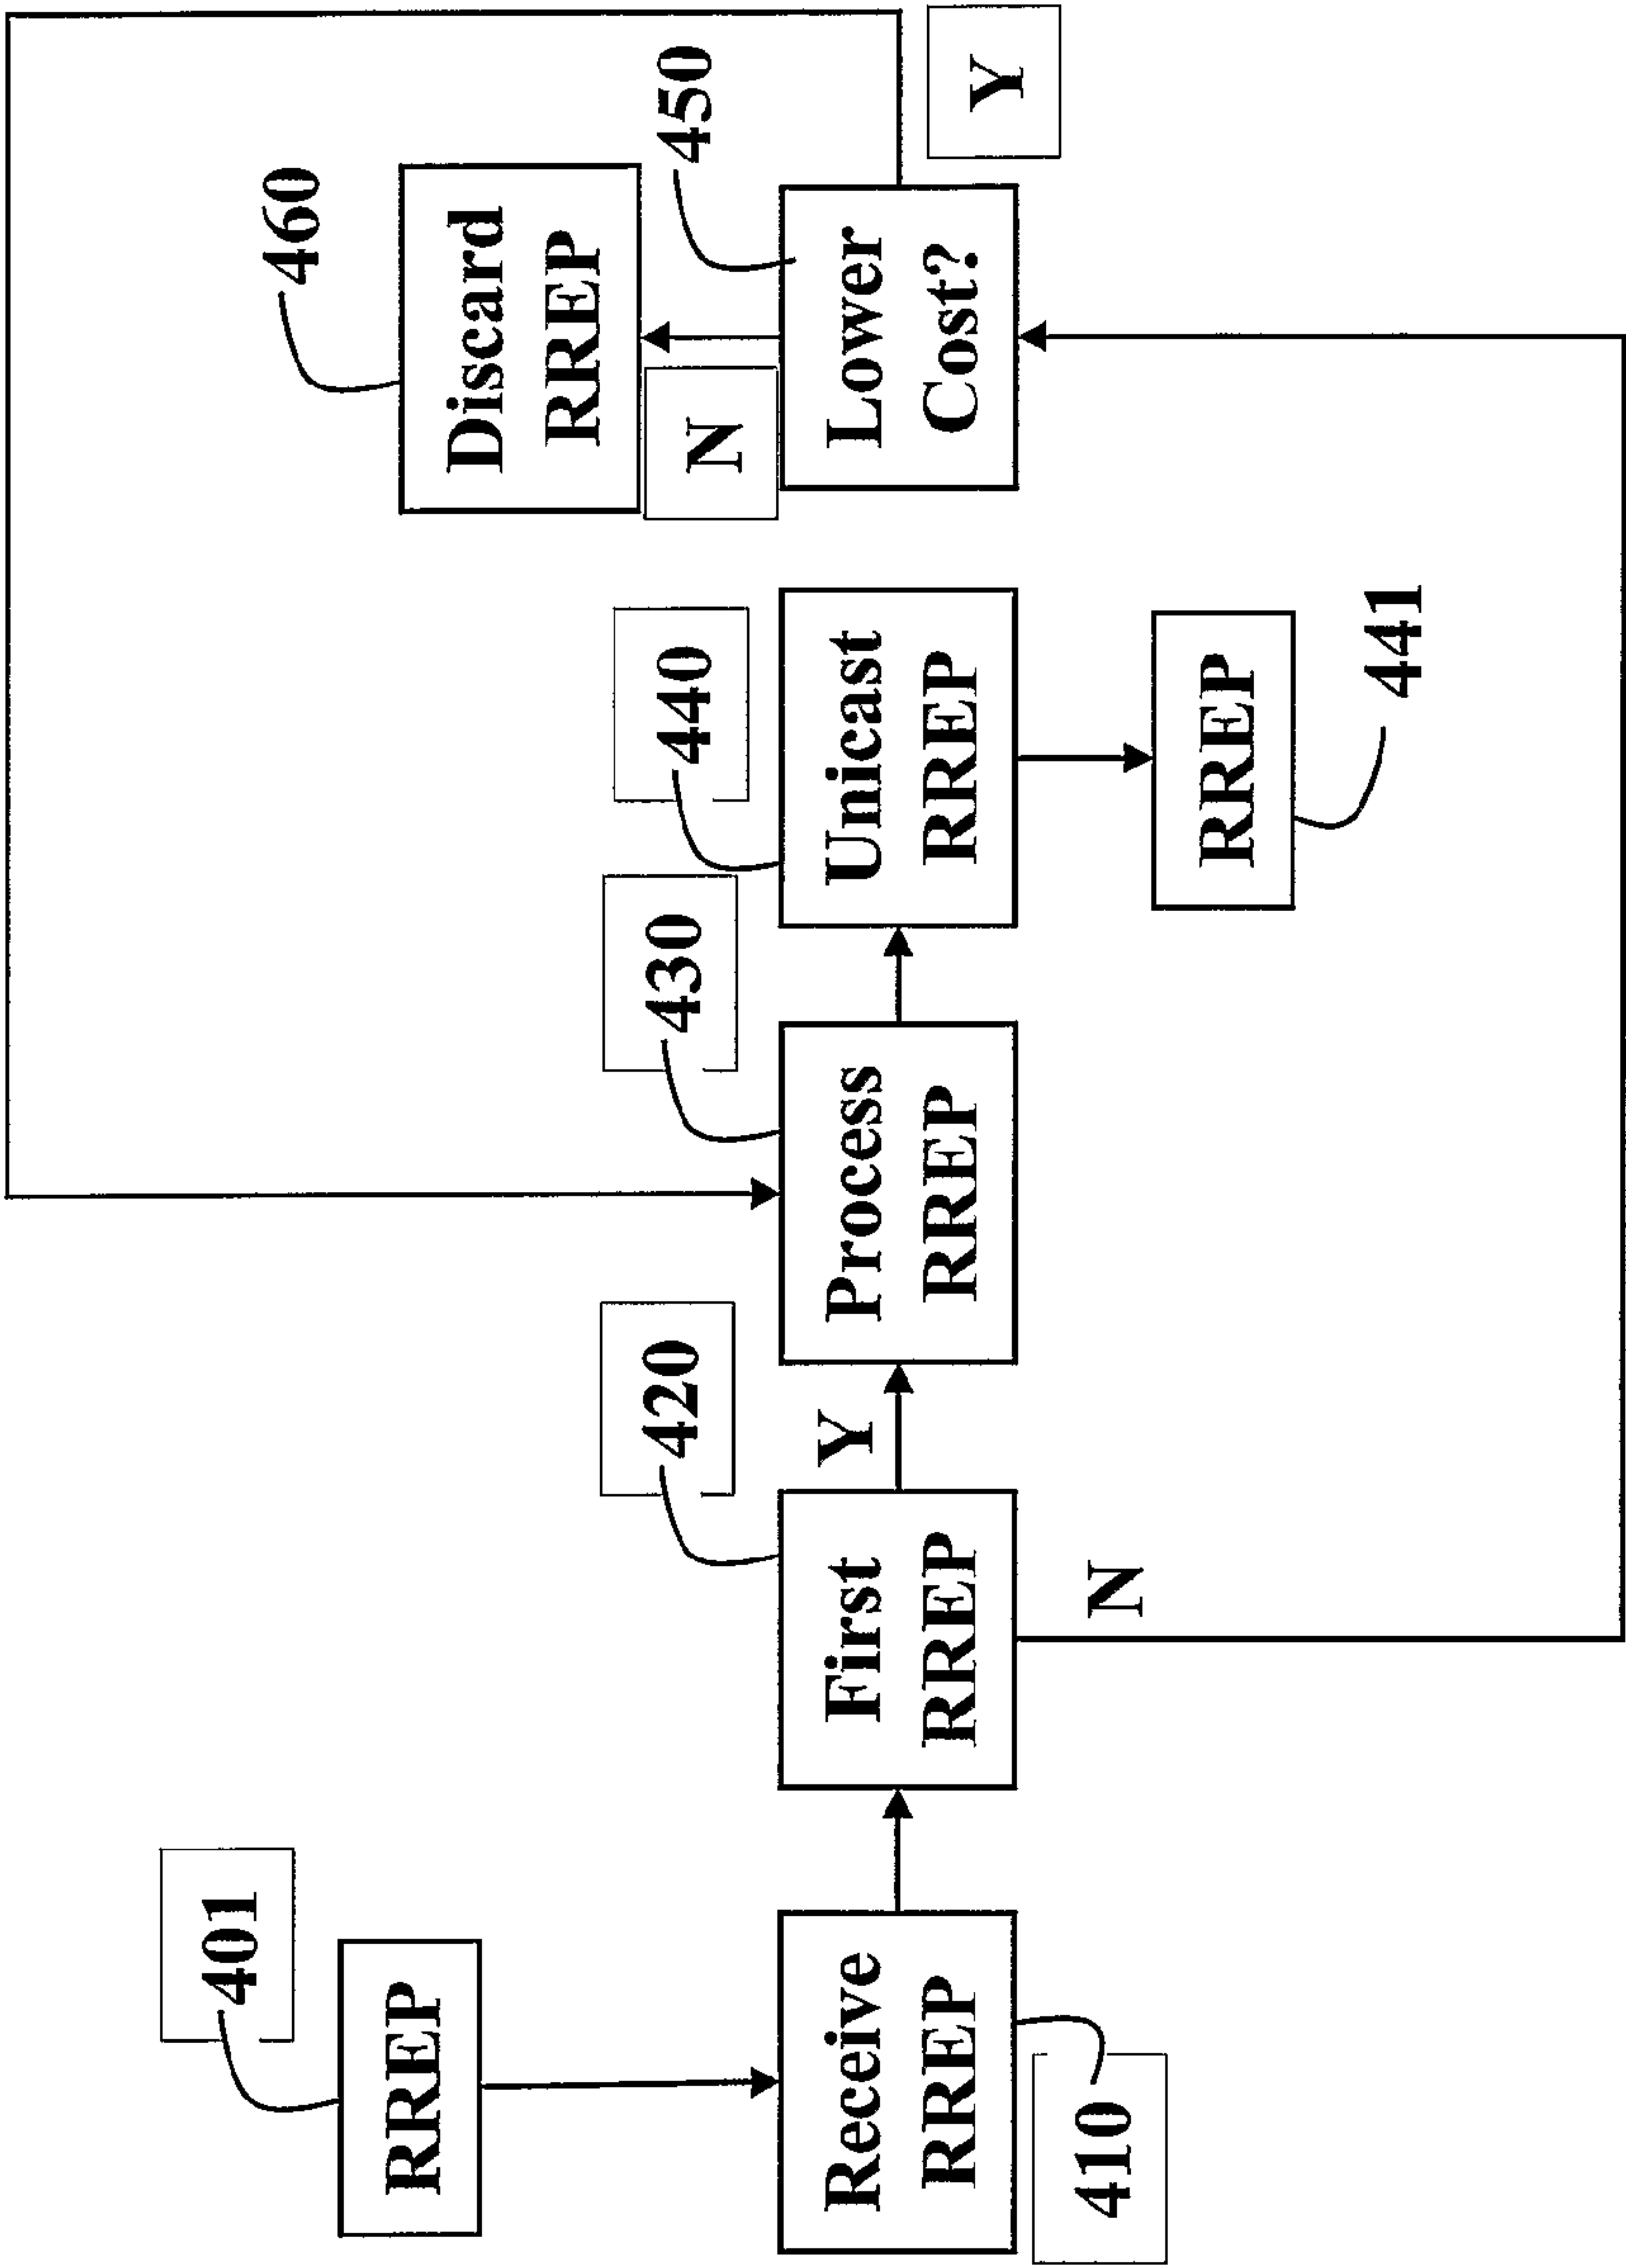 401
RREP
Receive
RREP
410
420
First
RREP
Y
N
430
Process
RREP
440
Unicast
RREP
RREP
441
460
Discard
RREP
N
450
Lower
Cost?
Y